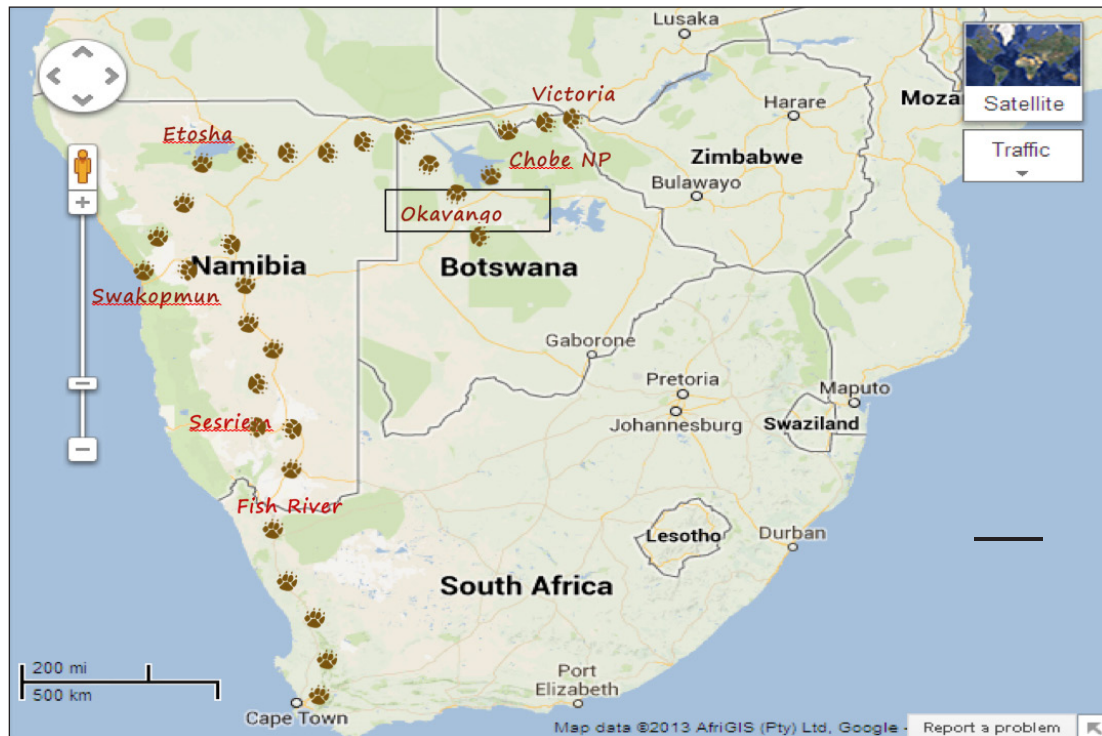 Lusaka
Victoria
Harare
Mozar
Satellite
Etosha
Traffic
Chobe NP
Zimbabwe
Bulawayo
Okavango
Namibia
Botswana
Swakopmun
Gaborone
Pretoria
Maputo
Sesriem
Johannesburg
Swaziland
Fish River
Lesotho
Durban
South Africa
200 mi
500 km
Port
Elizabeth
Cape Town
Map data ©2013 AfriGIS (Pty) Ltd, Google -
Report a problem